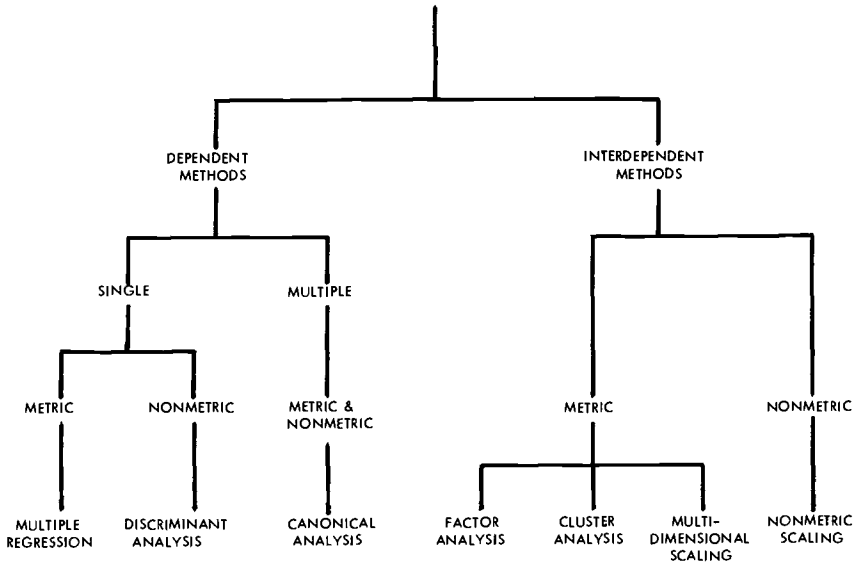 DEPENDENT
METHODS
INTERDEPENDENT
METHODS
SINGLE
MULTIPLE
METRIC
NONMETRIC
METRIC &
NONMETRIC
METRIC
NONMETRIC
MULTIPLE
REGRESSION
DISCRIMINANT
ANALYSIS
CANONICAL
ANALYSIS
FACTOR
ANALYSIS
CLUSTER
ANALYSIS
MULTI-
DIMENSIONAL
SCALING
NONMETRIC
SCALING